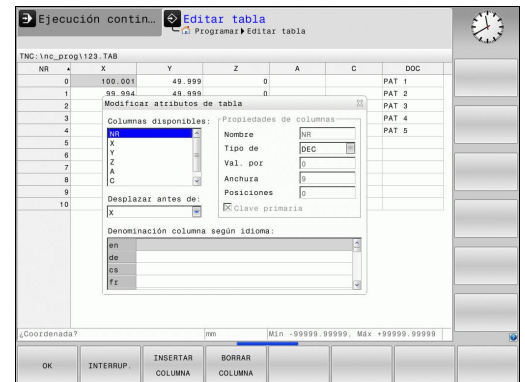 Ejecución contin...
Editar tabla
Programar Editar tabla
TNC:\nc_prog\123.TAB
NR X Y Z A C DOC
0 100.001 49.999 0 PAT 1
1 99.994 49.999 0 PAT 2
2 PAT 3
3 PAT 4
4 PAT 5
5
6
7
8
9
10
Modificar atributos de tabla
Columnas disponibles:
NR
X
Y
Z
A
C
Desplazar antes de:
X
Propiedades de columnas
Nombre NR
Tipo de DEC
Val. por 0
Anchura 9
Posiciones 0
Clave primaria
Denominación columna según idioma:
en
de
cs
fr
¿Coordenada? mm Mín -99999.99999, Máx +99999.99999
OK
INTERRUP.
INSERTAR COLUMNA
BORRAR COLUMNA